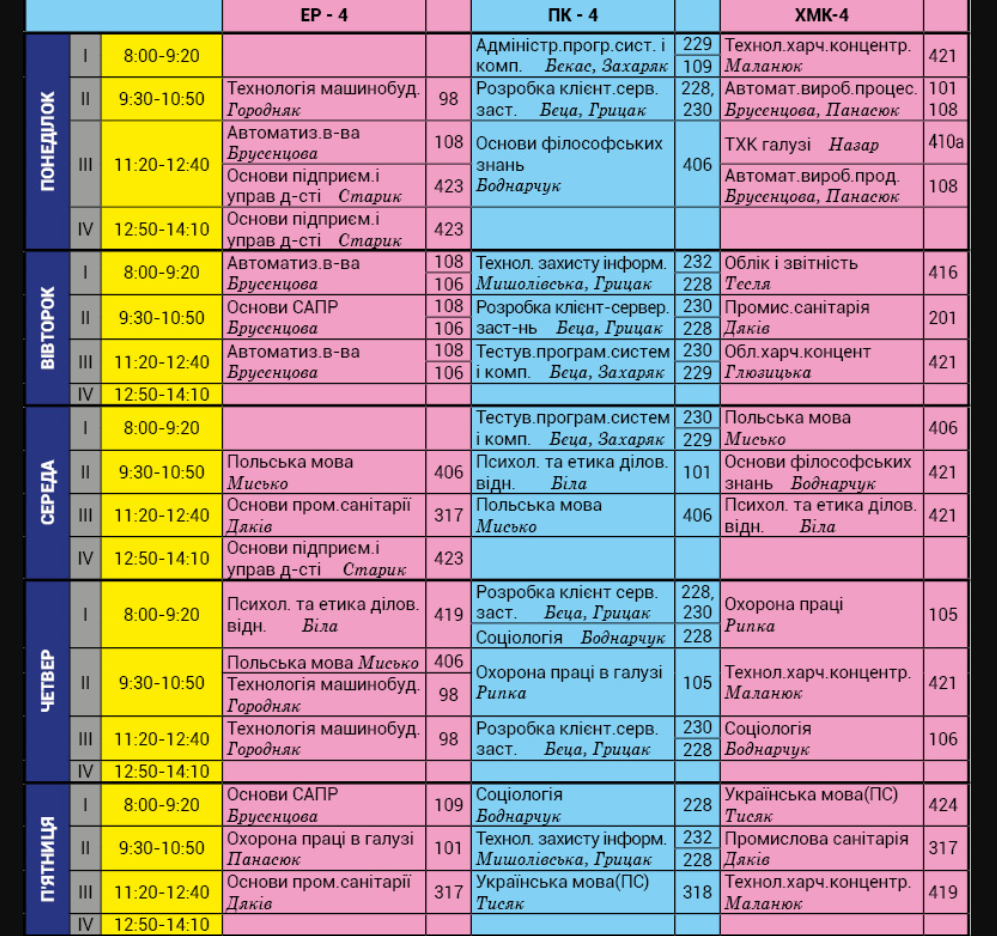 ЕР - 4 ПК - 4 ХМК-4
ПОНЕДІЛОК
I 8:00-9:20 Адміністр.прогр.сист. і 229 Технол.харч.концентр. 421
комп. Бекас, Захаряк 109 Маланюк
II 9:30-10:50 Технологія машинобуд. 98 Розробка клієнт.серв. 228, Автомат.вироб.процес. 101
Городняк заст. Беца, Грицак 230 Брусенцова, Панасюк 108
III 11:20-12:40 Автоматиз.в-ва 108 Основи філософських 406 ТХК галузі Назар 410а
Брусенцова знань
Основи підприєм.і 423 Боднарчук Автомат.вироб.прод. 108
управ д-сті Старик Брусенцова, Панасюк
IV 12:50-14:10 Основи підприєм.і 423
управ д-сті Старик
ВІВТОРОК
I 8:00-9:20 Автоматиз.в-ва 108 Технол. захисту інформ. 232 Облік і звітність 416
Брусенцова 106 Мишолівська, Грицак 228 Тесля
II 9:30-10:50 Основи САПР 108 Розробка клієнт-сервер. 230 Промис.санітарія 201
Брусенцова 106 заст-нь Беца, Грицак 228 Дяків
III 11:20-12:40 Автоматиз.в-ва 108 Тестув.програм.систем 230 Обл.харч.концент 421
Брусенцова 106 і комп. Беца, Захаряк 229 Глюзицька
IV 12:50-14:10
СЕРЕДА
I 8:00-9:20 Тестув.програм.систем 230 Польська мова 406
і комп. Беца, Захаряк 229 Мисько
II 9:30-10:50 Польська мова 406 Психол. та етика ділов. 101 Основи філософських 421
Мисько відн. Біла знань Боднарчук
III 11:20-12:40 Основи пром.санітарії 317 Польська мова 406 Психол. та етика ділов. 421
Дяків Мисько відн. Біла
IV 12:50-14:10 Основи підприєм.і 423
управ д-сті Старик
ЧЕТВЕР
I 8:00-9:20 Психол. та етика ділов. 419 Розробка клієнт серв. 228, Охорона праці 105
відн. Біла заст. Беца, Грицак 230 Рипка
Соціологія Боднарчук 228
II 9:30-10:50 Польська мова Мисько 406 Охорона праці в галузі 105 Технол.харч.концентр. 421
Технологія машинобуд. 98 Рипка Маланюк
Городняк
III 11:20-12:40 Технологія машинобуд. 98 Розробка клієнт.серв. 230 Соціологія 106
Городняк заст. Беца, Грицак 228 Боднарчук
IV 12:50-14:10
П'ЯТНИЦЯ
I 8:00-9:20 Основи САПР 109 Соціологія 228 Українська мова(ПС) 424
Брусенцова Боднарчук Тисяк
II 9:30-10:50 Охорона праці в галузі 101 Технол. захисту інформ. 232 Промислова санітарія 317
Панасюк Мишолівська, Грицак 228 Дяків
III 11:20-12:40 Основи пром.санітарії 317 Українська мова(ПС) 318 Технол.харч.концентр. 419
Дяків Тисяк Маланюк
IV 12:50-14:10